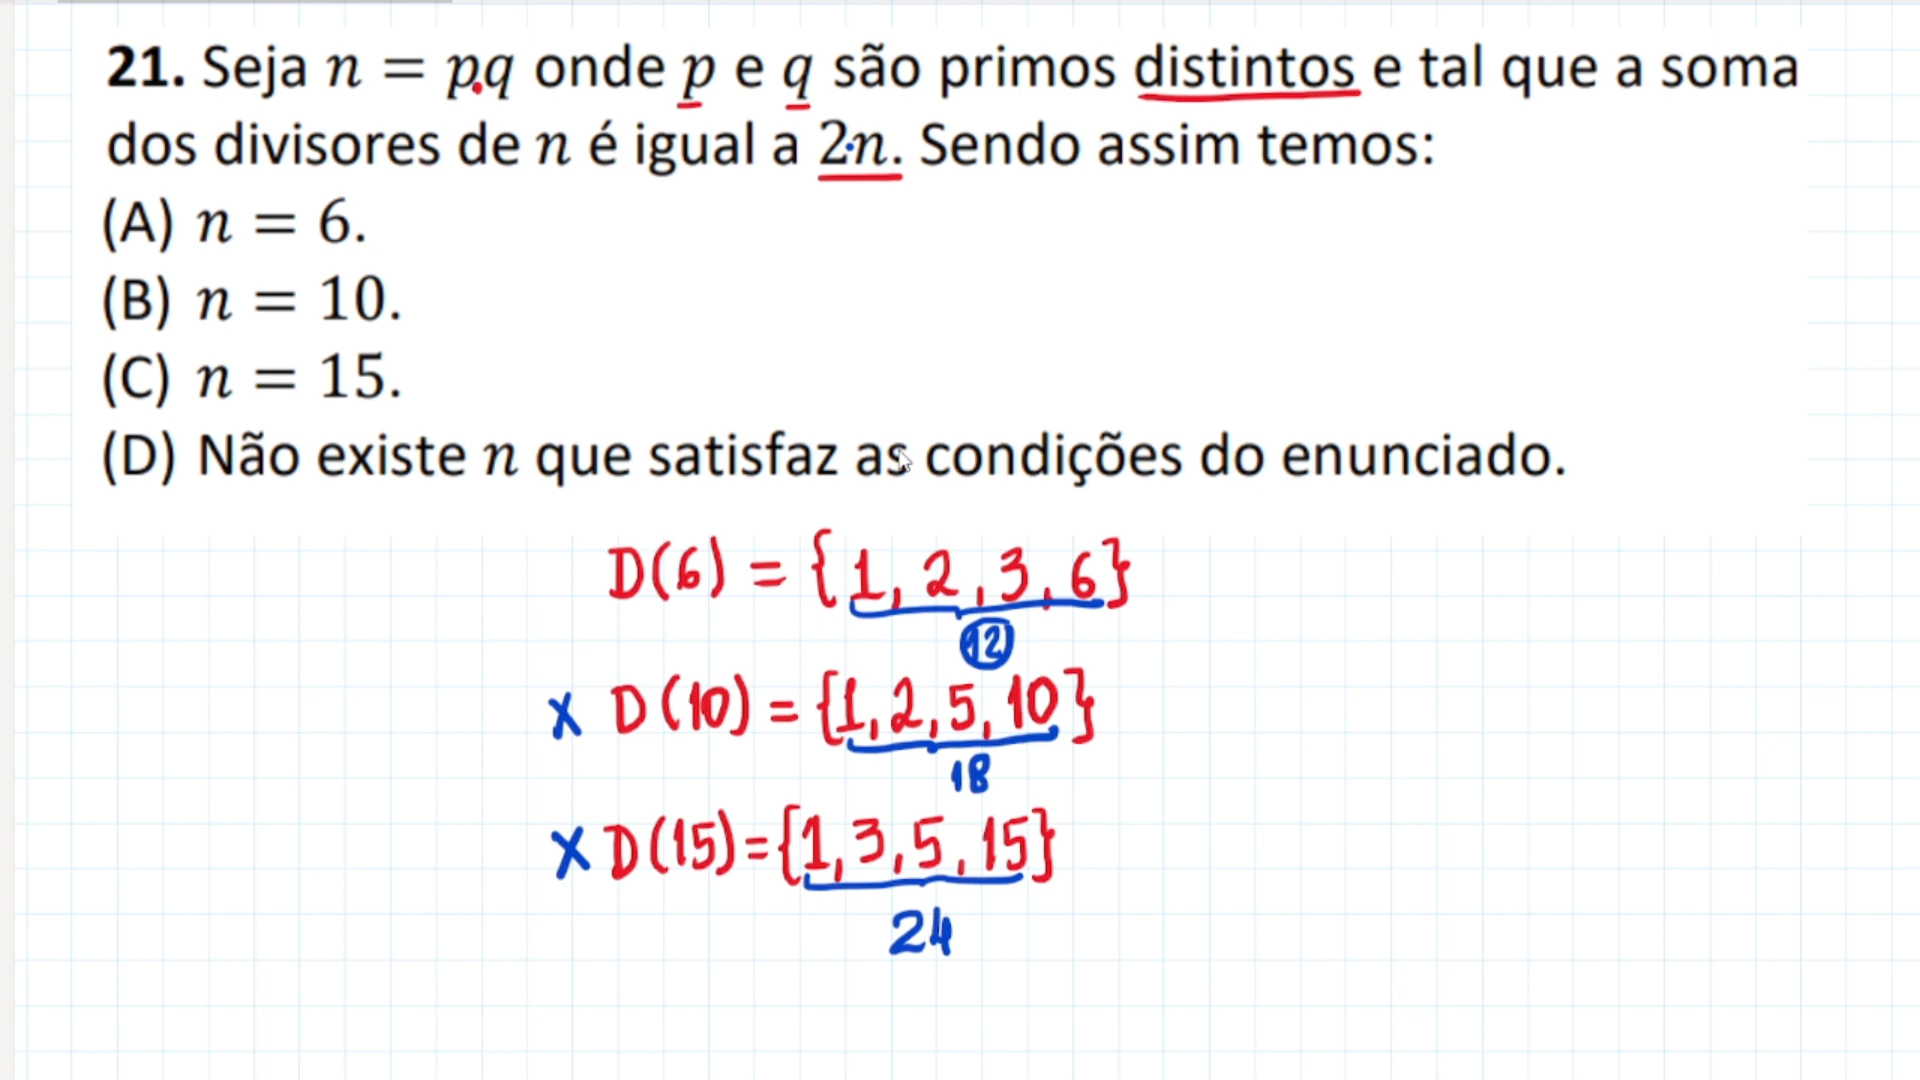 21. Seja n = p.q onde p e q são primos distintos e tal que a soma
dos divisores de n é igual a 2·n. Sendo assim temos:
(A) n = 6.
(B) n = 10.
(C) n = 15.
(D) Não existe n que satisfaz as condições do enunciado.
D(6) = {1, 2, 3, 6}
12
X D(10) = {1, 2, 5, 10}
18
X D(15) = {1, 3, 5, 15}
24